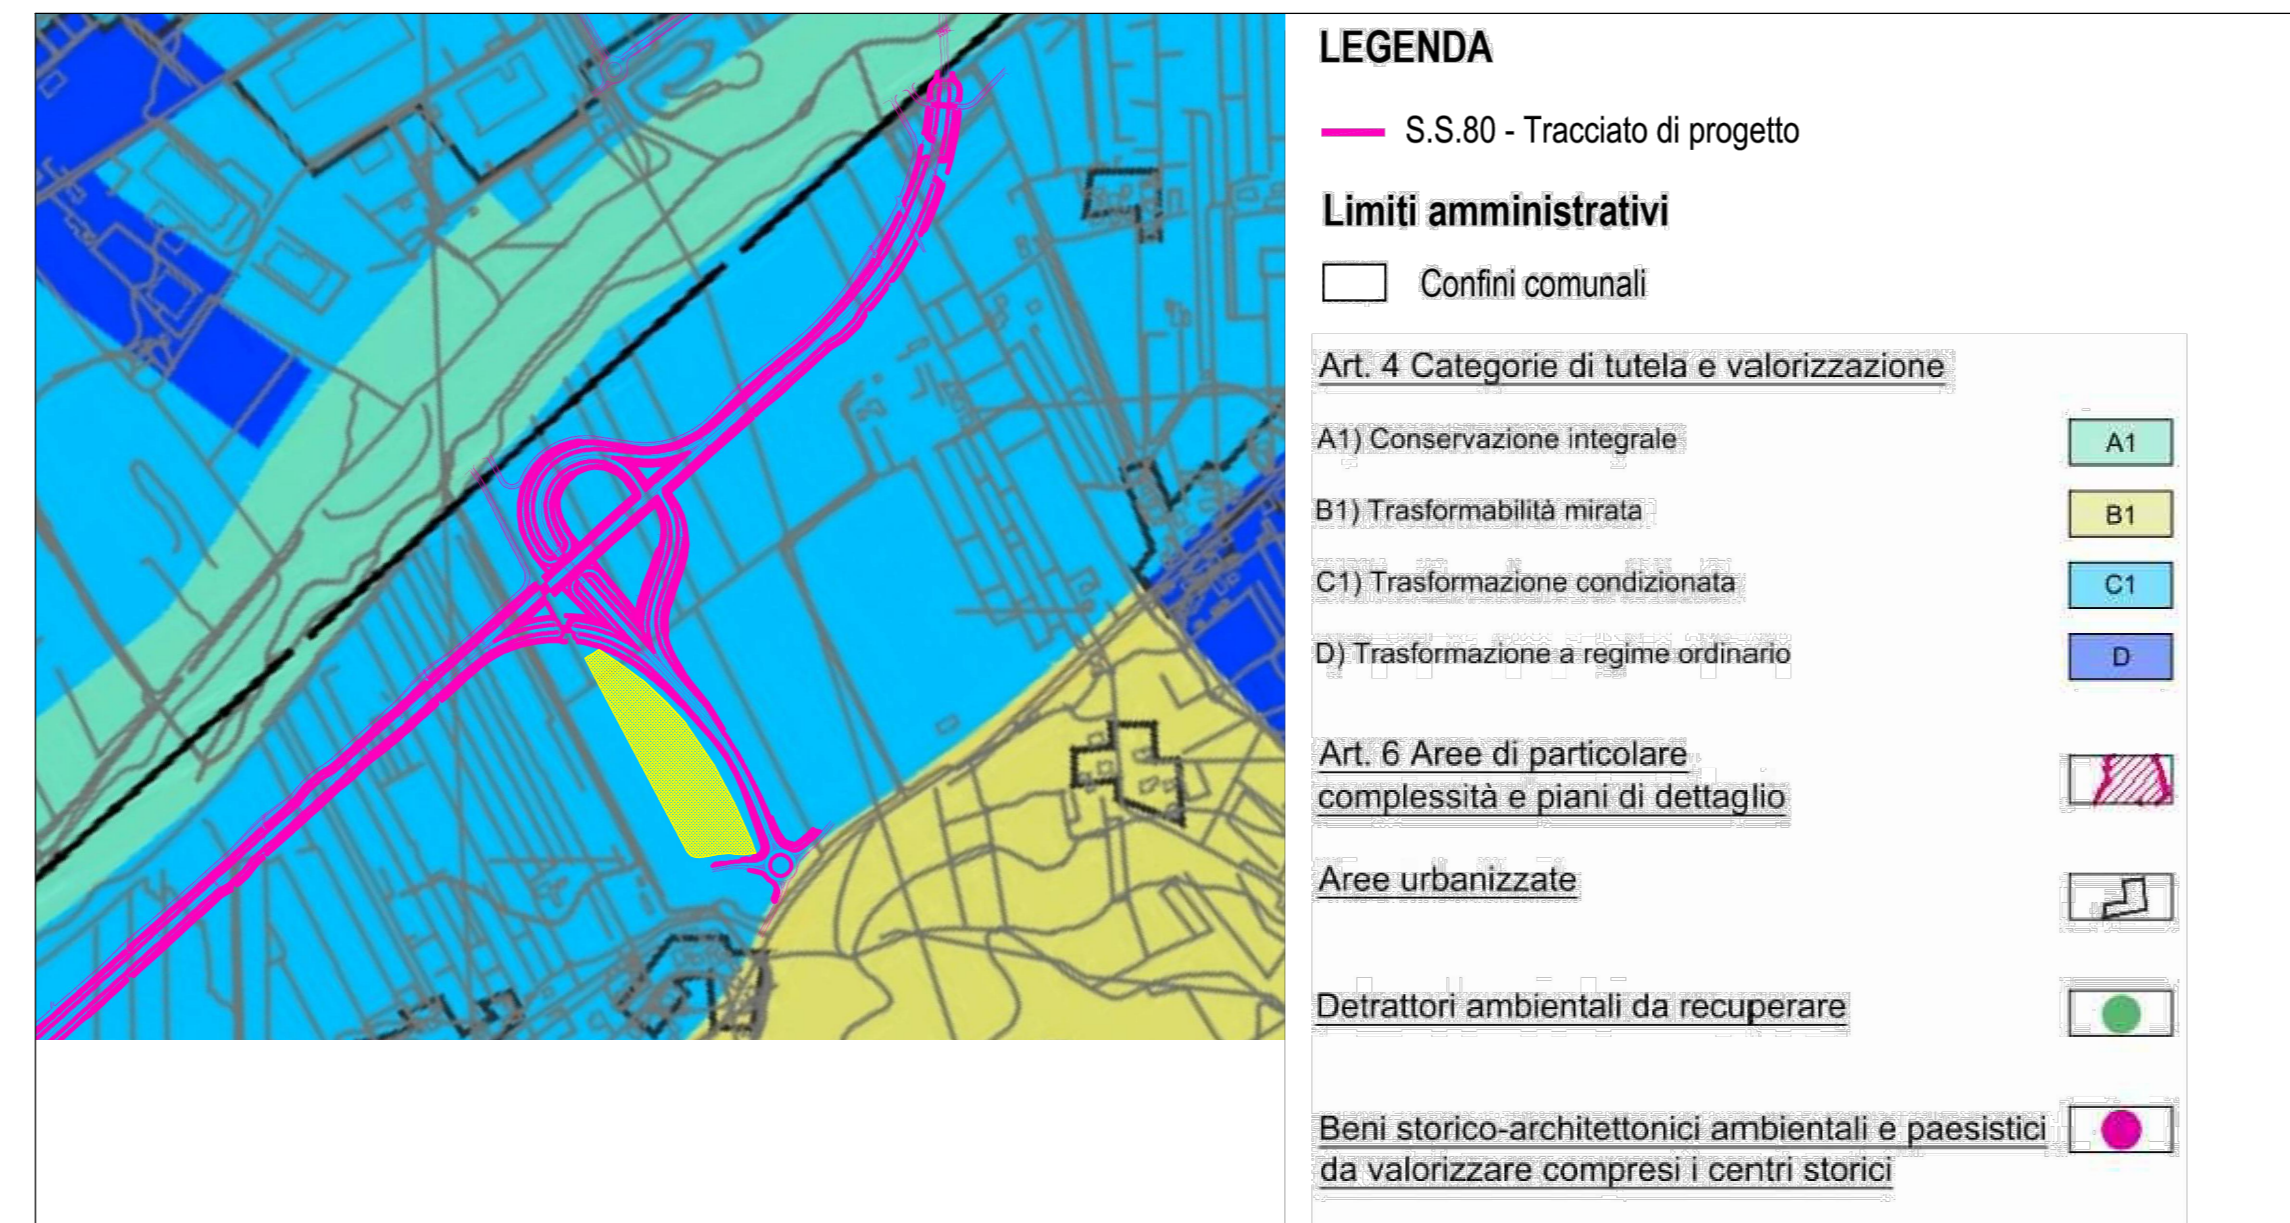 LEGENDA
S.S.80 - Tracciato di progetto
Limiti amministrativi
Confini comunali
Art. 4 Categorie di tutela e valorizzazione
A1) Conservazione integrale A1
B1) Trasformabilità mirata B1
C1) Trasformazione condizionata C1
D) Trasformazione a regime ordinario D
Art. 6 Aree di particolare
complessità e piani di dettaglio
Aree urbanizzate
Detrattori ambientali da recuperare
Beni storico-architettonici ambientali e paesistici
da valorizzare compresi i centri storici